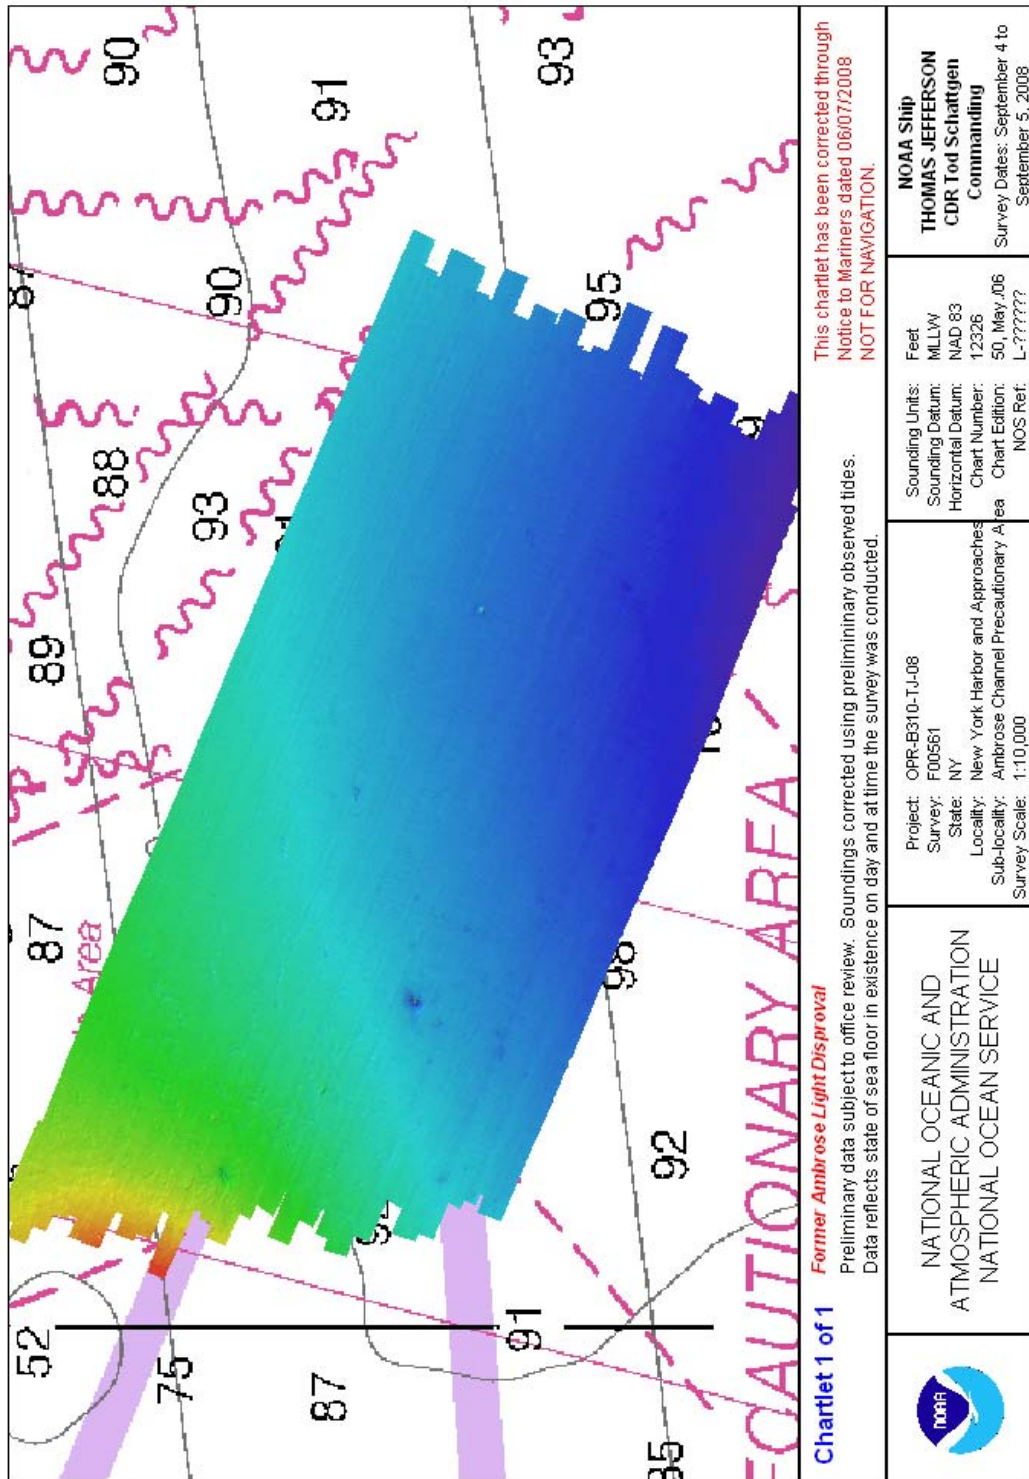 52
87
89
90
Area
88
75
93
90
91
87
91
93
95
98
92
CAUTIONARY AREA
Chartlet 1 of 1
Former Ambrose Light Disproval
Preliminary data subject to office review. Soundings corrected using prelimininary observed tides.
Data reflects state of sea floor in existence on day and at time the survey was conducted.
This chartlet has been corrected through
Notice to Mariners dated 06/07/2008
NOT FOR NAVIGATION.
NOAA
NATIONAL OCEANIC AND
ATMOSPHERIC ADMINISTRATION
NATIONAL OCEAN SERVICE
Project: OPR-B310-TJ-08
Survey: F00561
State: NY
Locality: New York Harbor and Approaches
Sub-locality: Ambrose Channel Precautionary Area
Survey Scale: 1:10,000
Sounding Units: Feet
Sounding Datum: MLLW
Horizontal Datum: NAD 83
Chart Number: 12326
Chart Edition: 50, May./06
NOS Ref: L-??????
NOAA Ship
THOMAS JEFFERSON
CDR Tod Schattgen
Commanding
Survey Dates: September 4 to
September 5, 2008